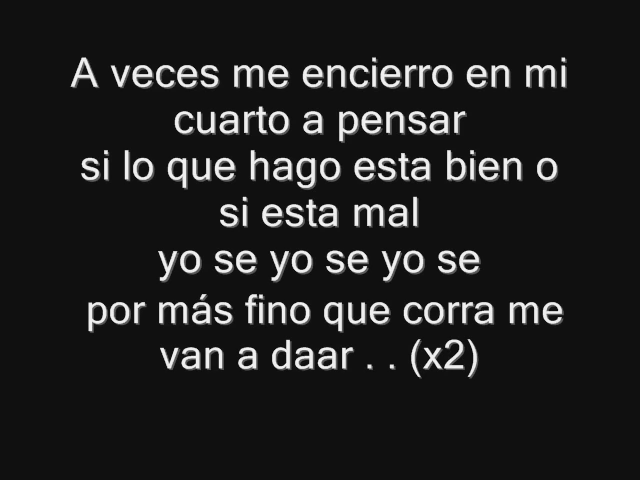 A veces me encierro en mi
cuarto a pensar
si lo que hago esta bien o
si esta mal
yo se yo se yo se
por más fino que corra me
van a daar . . (x2)